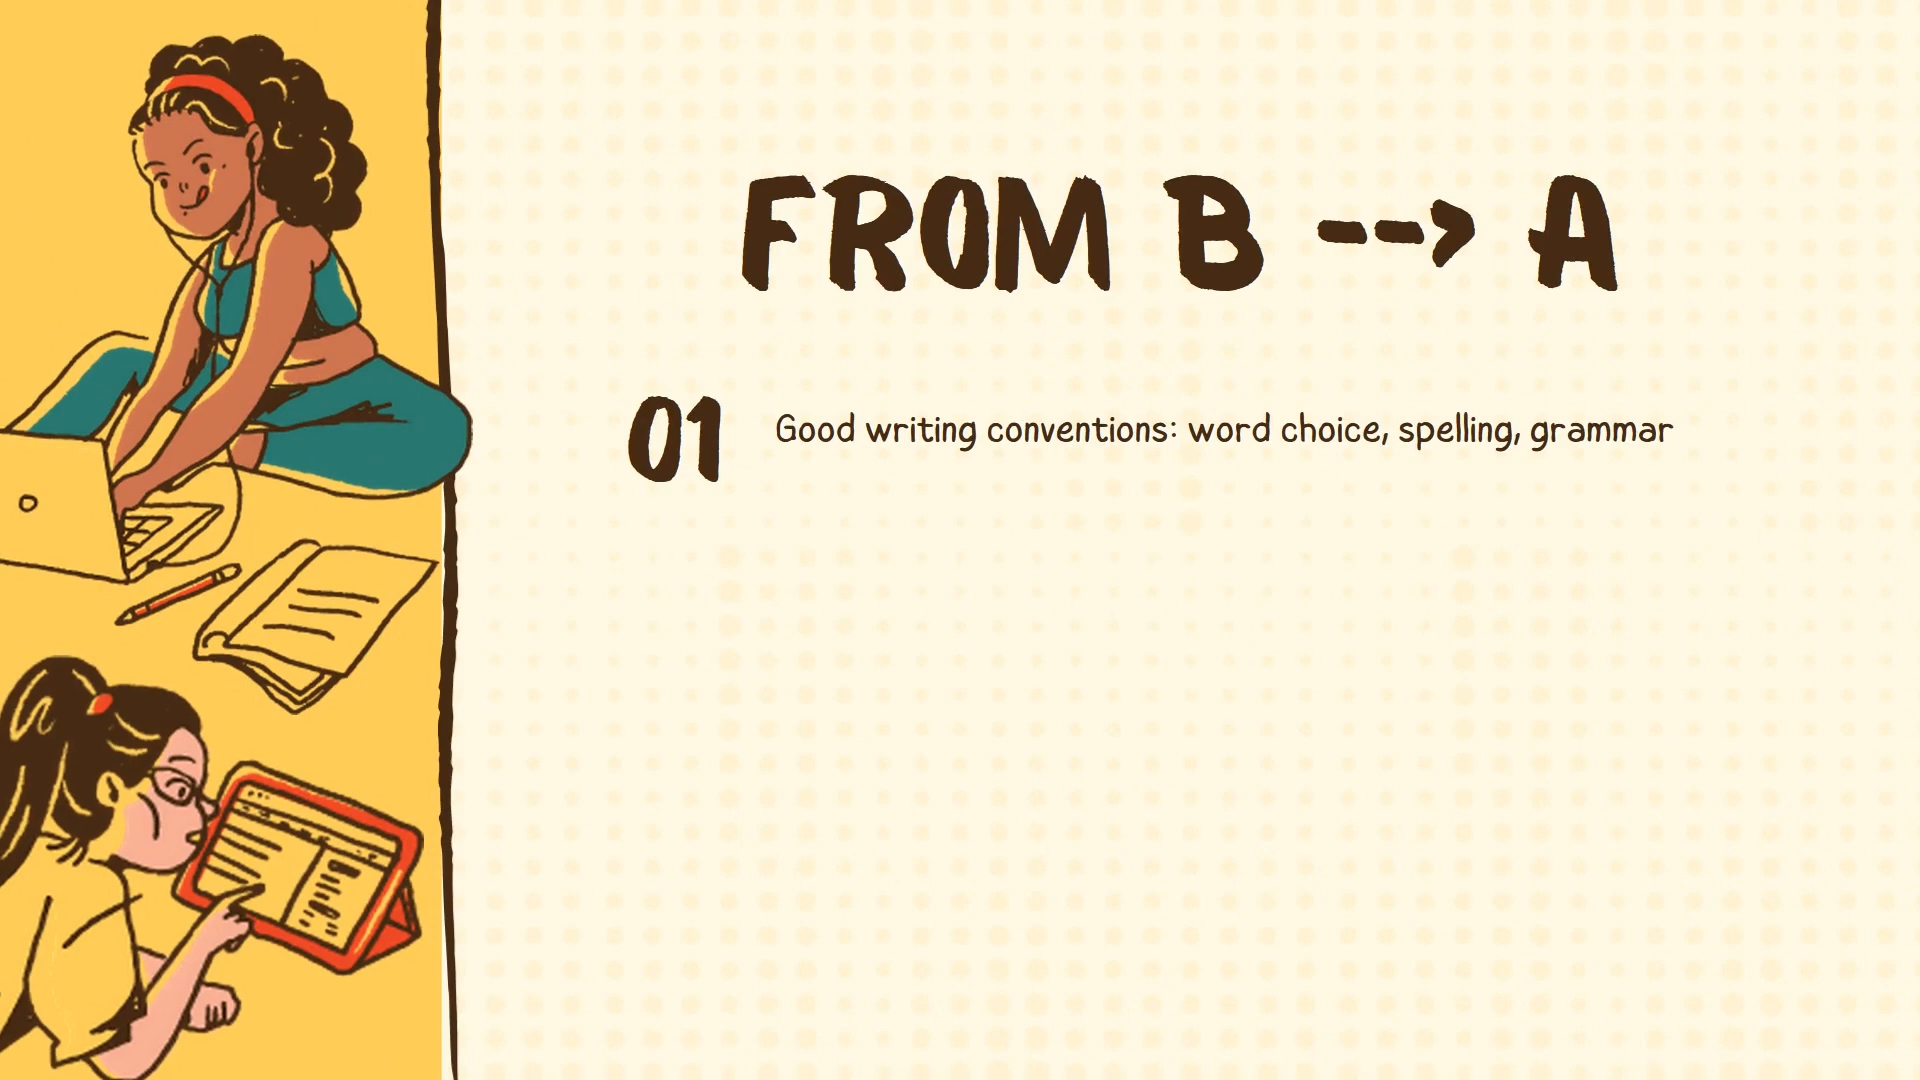 FROM B --> A
01 Good writing conventions: word choice, spelling, grammar